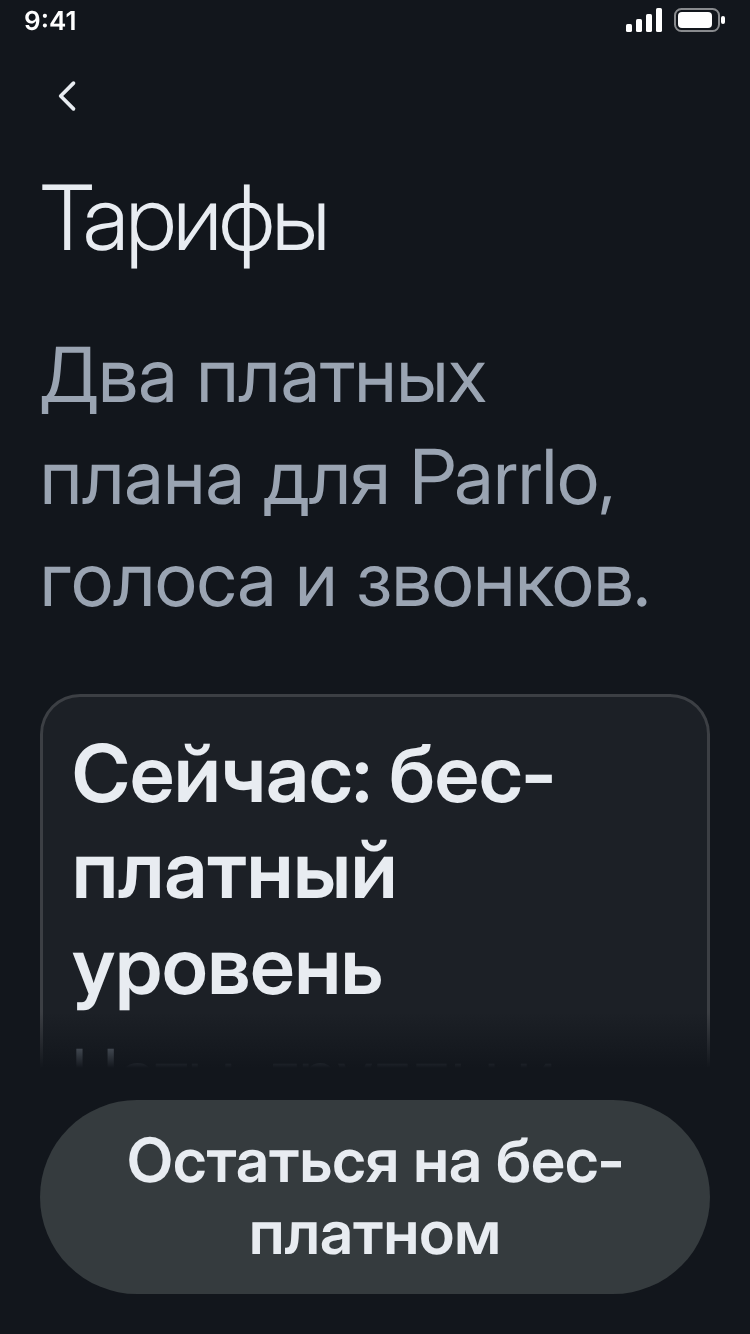 9:41
Тарифы
Два платных
плана для Parrlo,
голоса и звонков.
Сейчас: бес-
платный
уровень
Остаться на бес-
платном